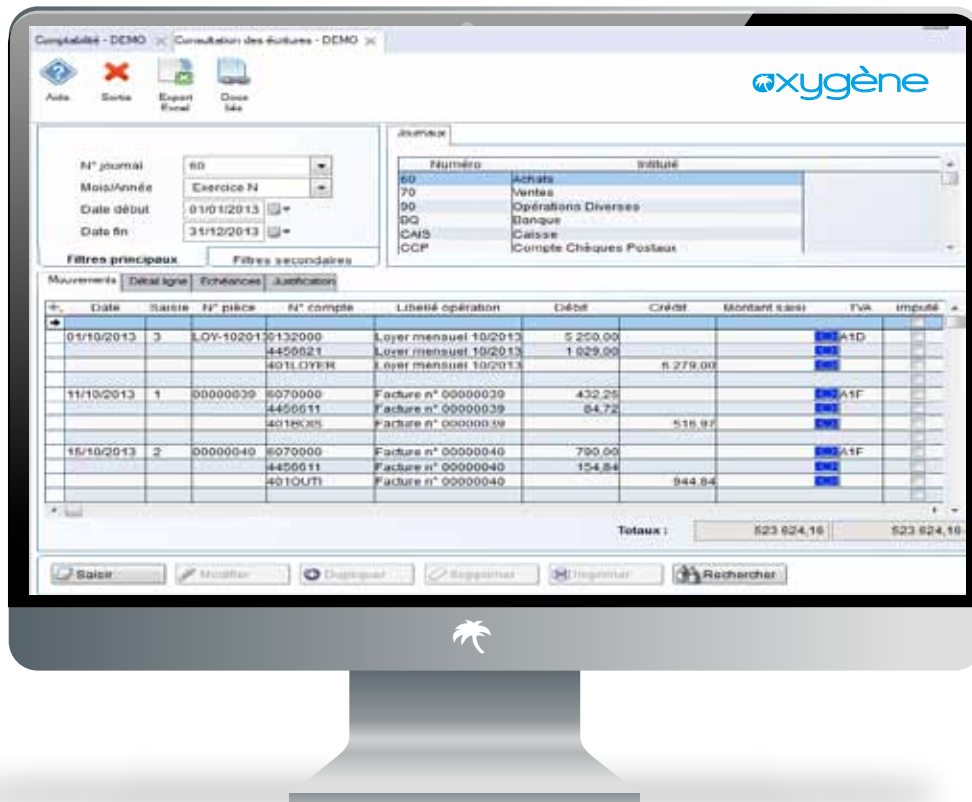 Comptabilité - DEMO Consultation des écritures - DEMO
Aide Sortie Export Excel Docs liés
oxygène
Journaux
N° journal 60
Mois/Année Exercice N
Date début 01/01/2013
Date fin 31/12/2013
Filtres principaux Filtres secondaires
Numéro Intitulé
60 Achats
70 Ventes
90 Opérations Diverses
BQ Banque
CAIS Caisse
CCP Compte Chèques Postaux
Mouvements Détail ligne Echéances Justification
Date Saisie N° pièce N° compte Libellé opération Débit Crédit Montant saisi TVA Imputé
01/10/2013 3 LOY-102013 0132000 Loyer mensuel 10/2013 5 250,00 A1D
4456621 Loyer mensuel 10/2013 1 029,00
401LOYER Loyer mensuel 10/2013 6 279,00
11/10/2013 1 00000039 6070000 Facture n° 00000039 432,25 A1F
4456611 Facture n° 00000039 84,72
401BOIS Facture n° 00000039 516,97
15/10/2013 2 00000040 6070000 Facture n° 00000040 790,00 A1F
4456611 Facture n° 00000040 154,84
401OUTI Facture n° 00000040 944,84
Totaux : 523 624,16 523 624,16
Saisir Modifier Dupliquer Supprimer Imprimer Rechercher